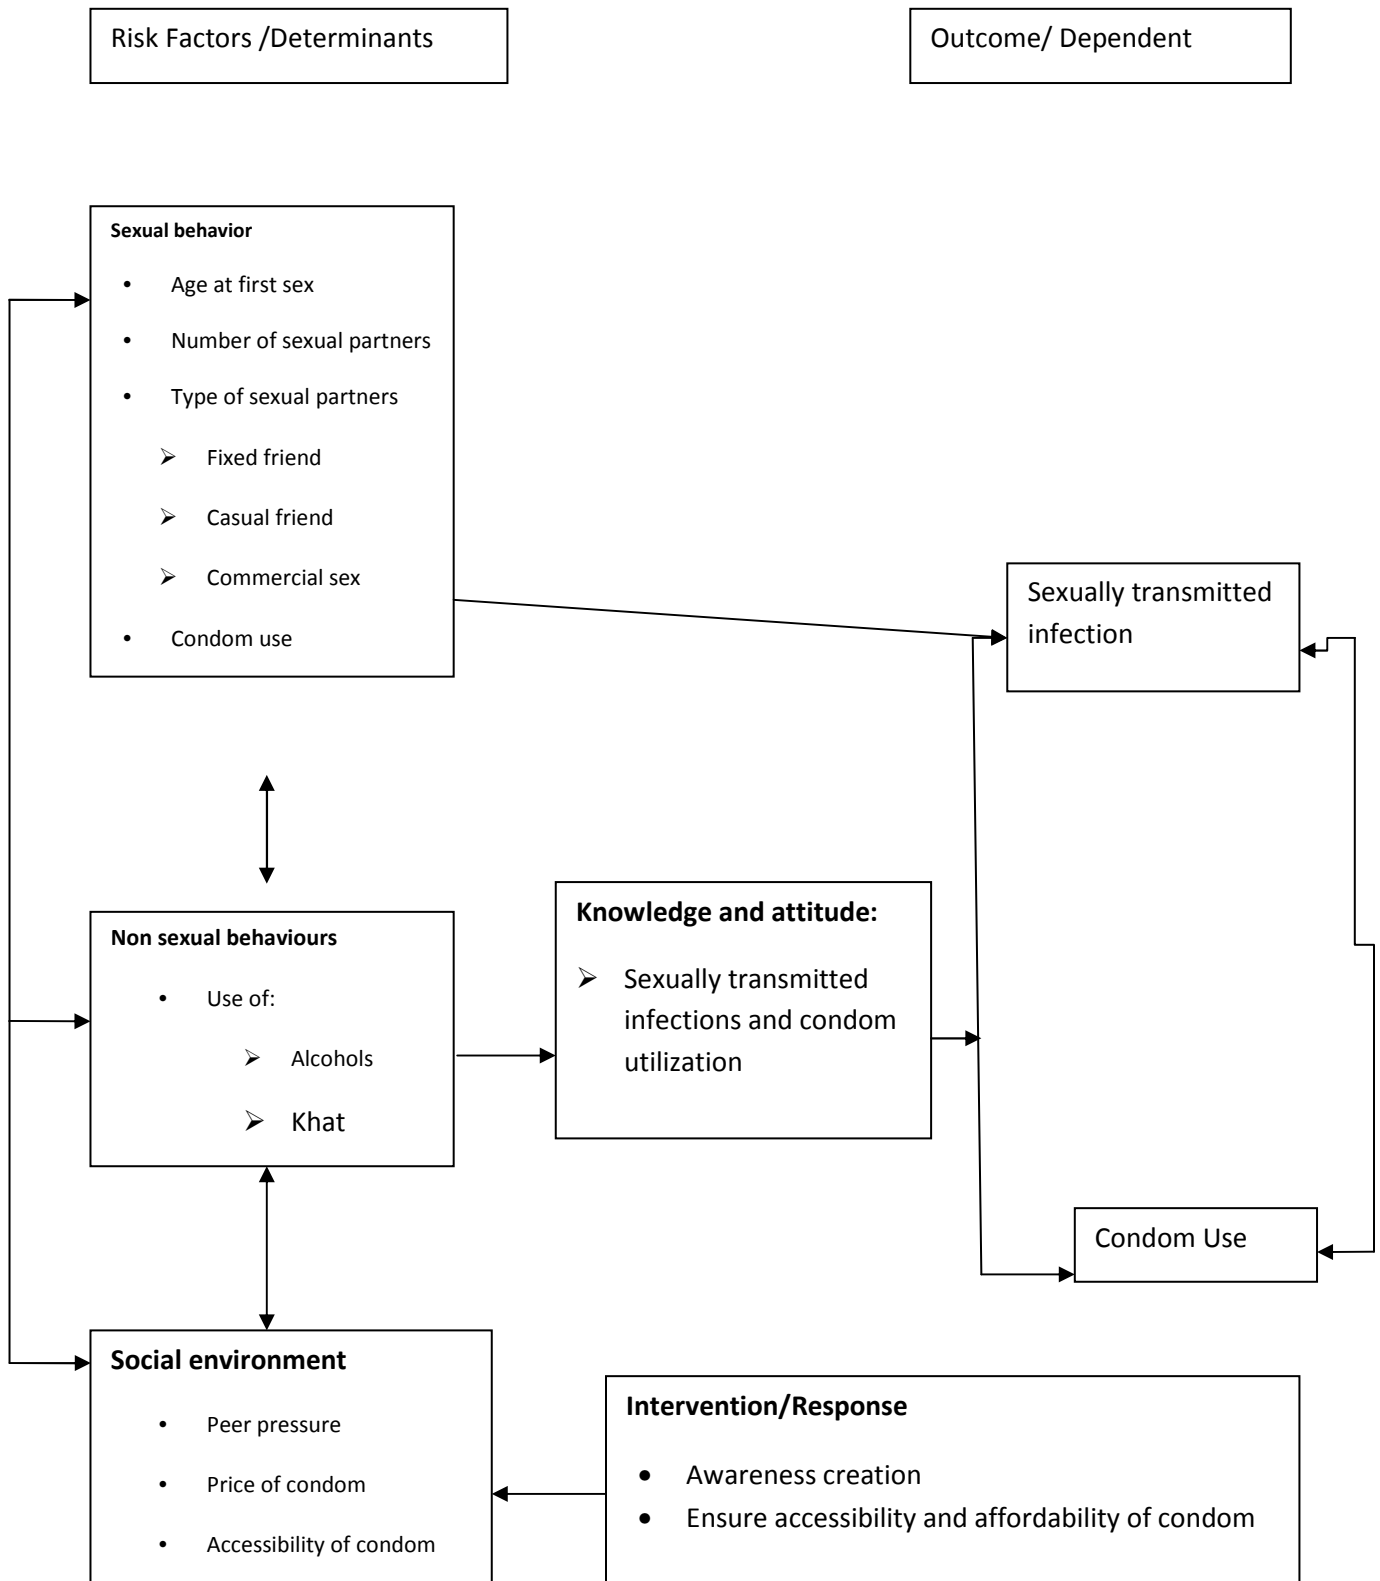 Risk Factors /Determinants
Outcome/ Dependent
Sexual behavior
• Age at first sex
• Number of sexual partners
• Type of sexual partners
➢ Fixed friend
➢ Casual friend
➢ Commercial sex
• Condom use
Sexually transmitted
infection
Non sexual behaviours
• Use of:
➢ Alcohols
➢ Khat
Knowledge and attitude:
➢ Sexually transmitted
infections and condom
utilization
Condom Use
Social environment
• Peer pressure
• Price of condom
• Accessibility of condom
Intervention/Response
• Awareness creation
• Ensure accessibility and affordability of condom